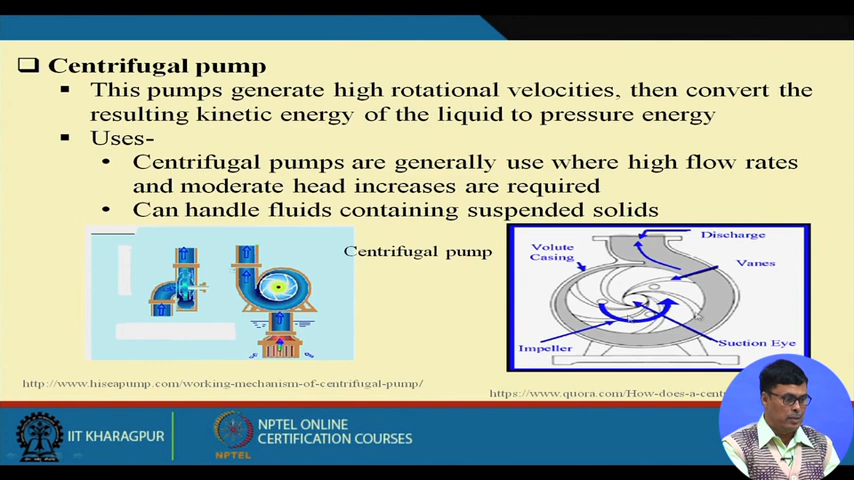 Centrifugal pump
This pumps generate high rotational velocities, then convert the
resulting kinetic energy of the liquid to pressure energy
Uses-
Centrifugal pumps are generally use where high flow rates
and moderate head increases are required
Can handle fluids containing suspended solids
Centrifugal pump
Discharge
Volute
Casing
Vanes
Impeller
Suction Eye
http://www.hiseapump.com/working-mechanism-of-centrifugal-pump/
https://www.quora.com/How-does-a-cent
IIT KHARAGPUR
NPTEL
NPTEL ONLINE
CERTIFICATION COURSES